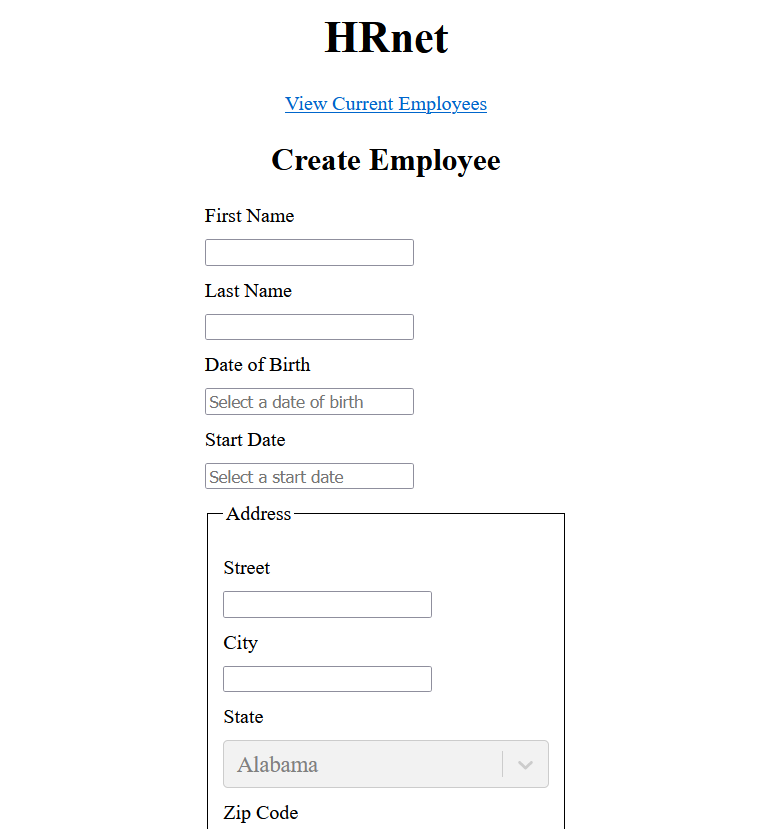 HRnet
View Current Employees
Create Employee
First Name
Last Name
Date of Birth
Select a date of birth
Start Date
Select a start date
Address
Street
City
State
Alabama
Zip Code